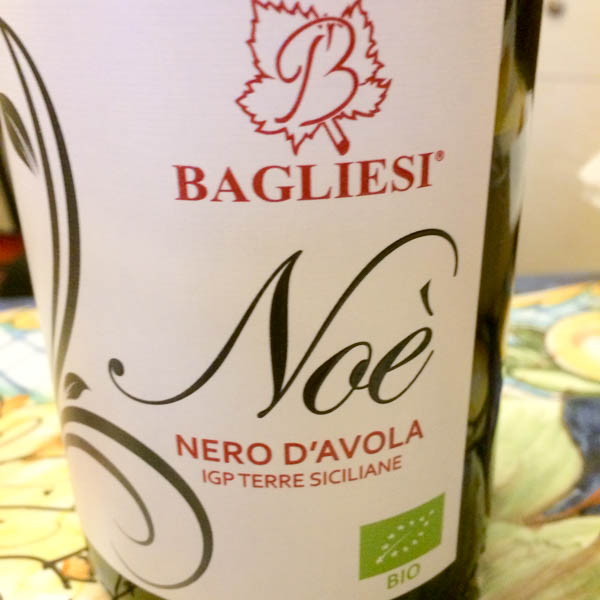 B
BAGLIESI®
Noè
NERO D'AVOLA
IGP TERRE SICILIANE
BIO